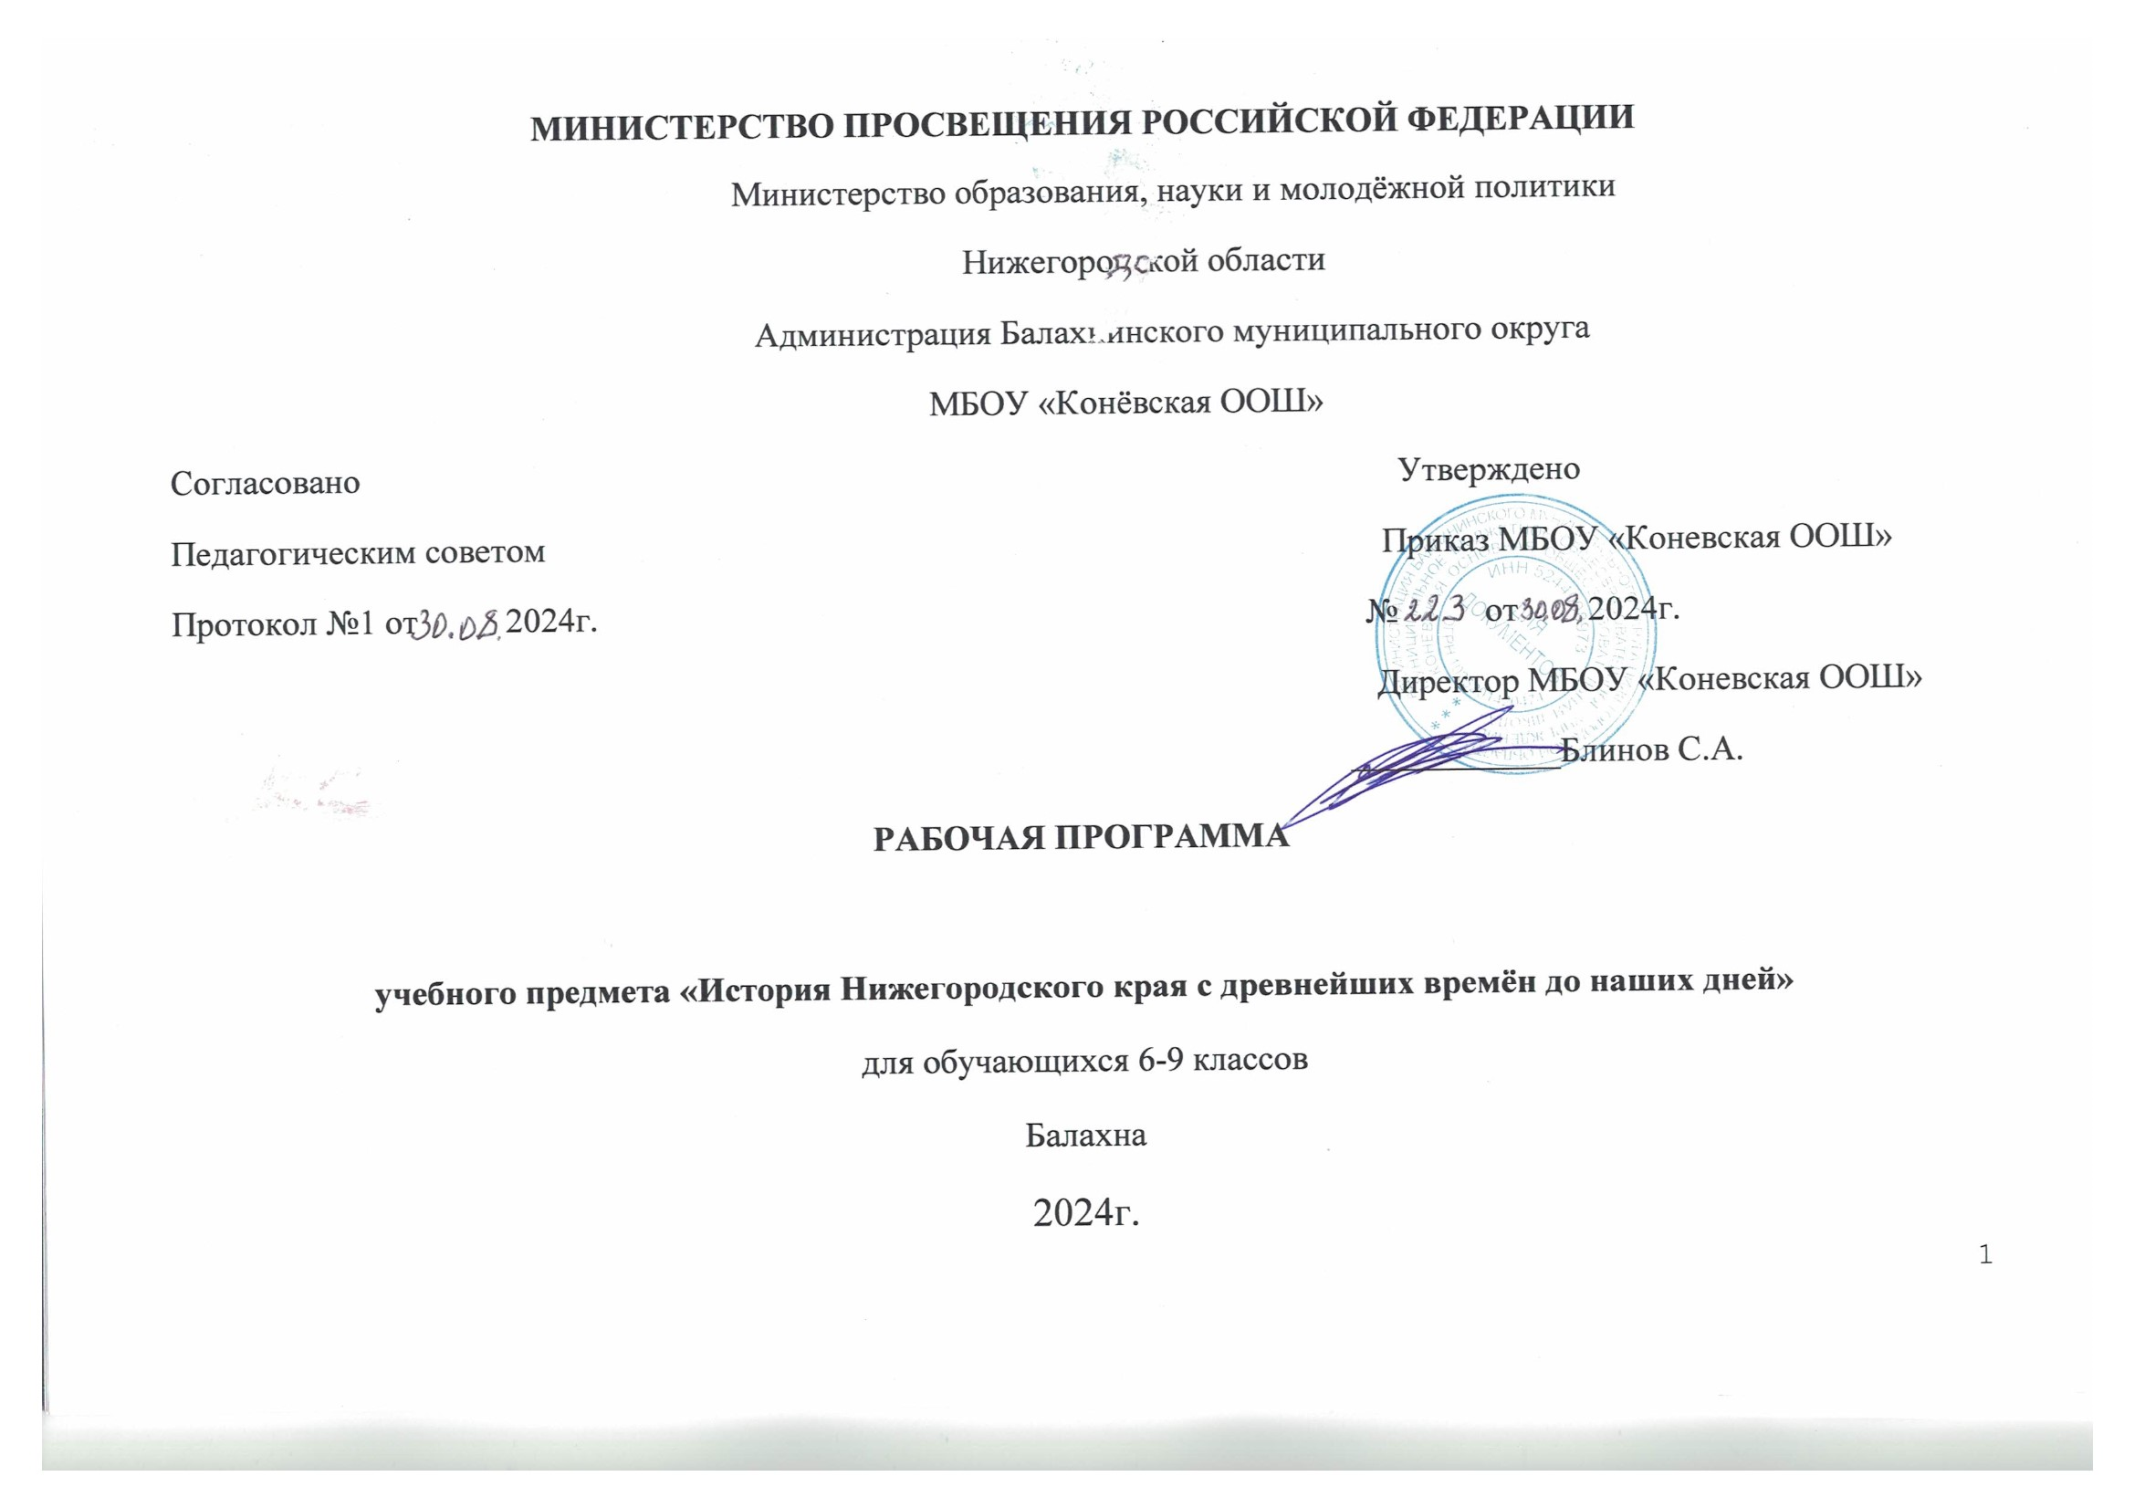 МИНИСТЕРСТВО ПРОСВЕЩЕНИЯ РОССИЙСКОЙ ФЕДЕРАЦИИ
Министерство образования, науки и молодёжной политики
Нижегородской области
Администрация Балахнинского муниципального округа
МБОУ «Конёвская ООШ»
Согласовано
Педагогическим советом
Протокол №1 от 30.08.2024г.
Утверждено
Приказ МБОУ «Коневская ООШ»
№ 223 от 30.08.2024г.
Директор МБОУ «Коневская ООШ»
Блинов С.А.
ИНН
ДЛЯ
ДОКУМЕНТОВ
РАБОЧАЯ ПРОГРАММА
учебного предмета «История Нижегородского края с древнейших времён до наших дней»
для обучающихся 6-9 классов
Балахна
2024г.
1